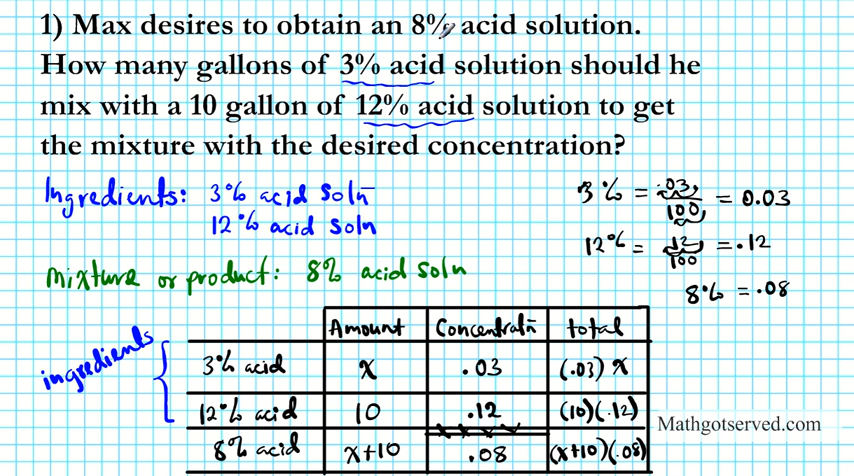 1) Max desires to obtain an 8% acid solution.
How many gallons of 3% acid solution should he
mix with a 10 gallon of 12% acid solution to get
the mixture with the desired concentration?
Ingredients: 3% acid Soln
12% acid Soln
3% = .03/100 = 0.03
12% = 12/100 = .12
mixture or product: 8% acid soln
8% = .08
ingredients
Amount Concentratn total
3% acid x .03 (.03) x
12% acid 10 .12 (10)(.12)
8% acid x+10 .08 (x+10)(.08)
Mathgotserved.com